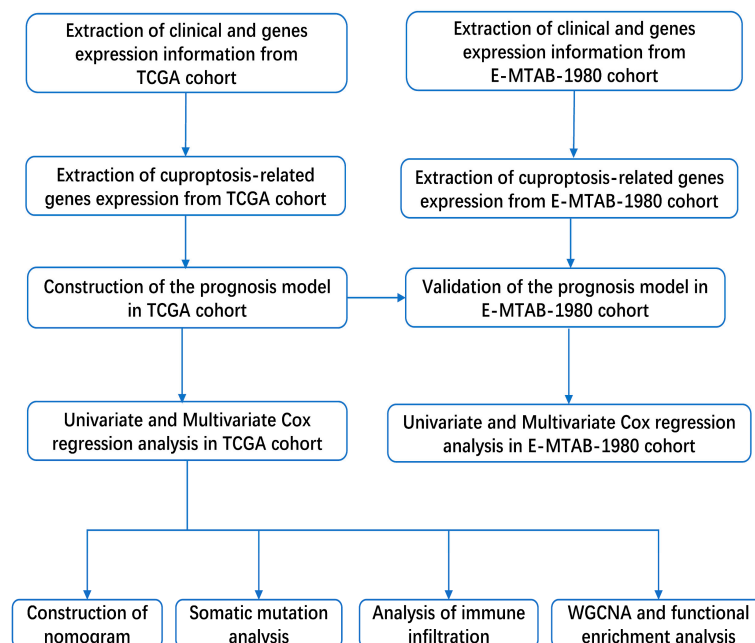 Extraction of clinical and genes
expression information from
TCGA cohort
Extraction of clinical and genes
expression information from
E-MTAB-1980 cohort
Extraction of cuproptosis-related
genes expression from TCGA cohort
Extraction of cuproptosis-related genes
expression from E-MTAB-1980 cohort
Construction of the prognosis model
in TCGA cohort
Validation of the prognosis model in
E-MTAB-1980 cohort
Univariate and Multivariate Cox
regression analysis in TCGA cohort
Univariate and Multivariate Cox regression
analysis in E-MTAB-1980 cohort
Construction of
nomogram
Somatic mutation
analysis
Analysis of immune
infiltration
WGCNA and functional
enrichment analysis